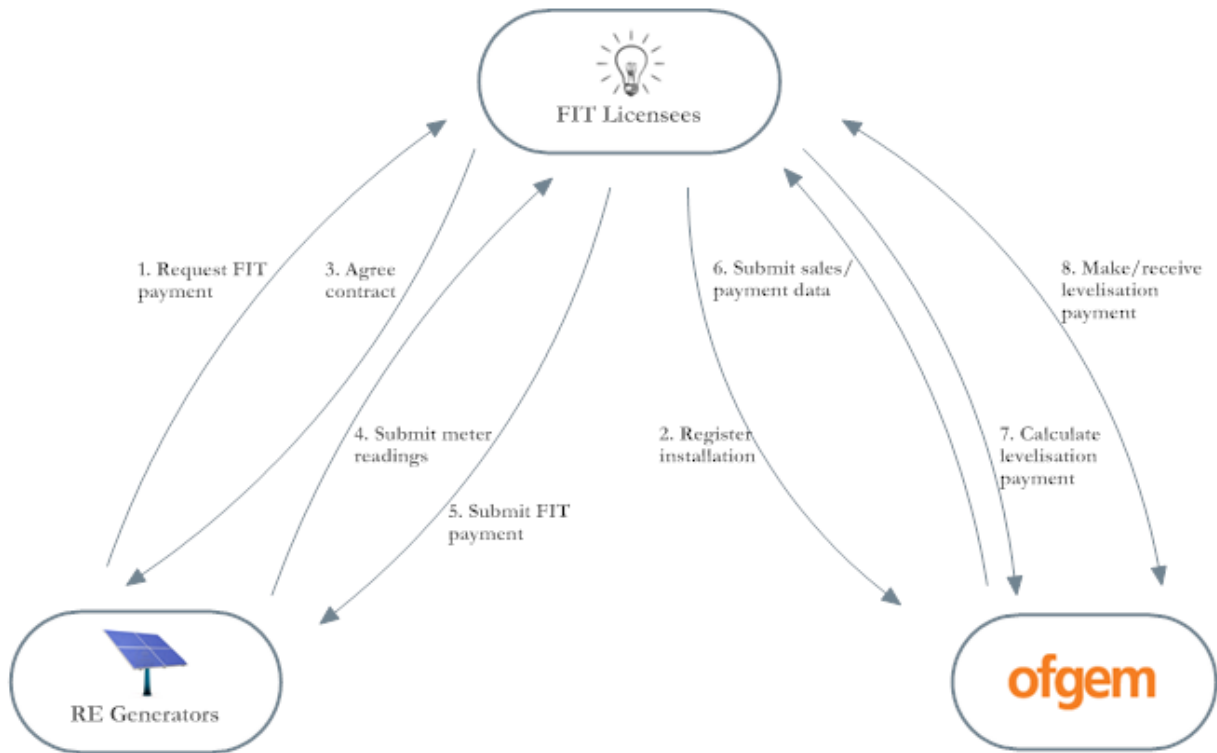 FIT Licensees
1. Request FIT
payment
3. Agree
contract
6. Submit sales/
payment data
8. Make/receive
levelisation
payment
4. Submit meter
readings
2. Register
installation
7. Calculate
levelisation
payment
5. Submit FIT
payment
RE Generators
ofgem